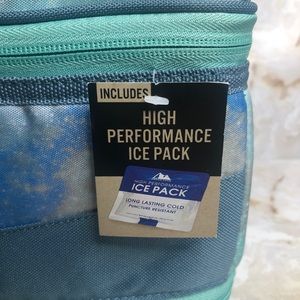 INCLUDES
HIGH
PERFORMANCE
ICE PACK
HIGH PERFORMANCE
ICE PACK
LONG LASTING COLD
PUNCTURE RESISTANT